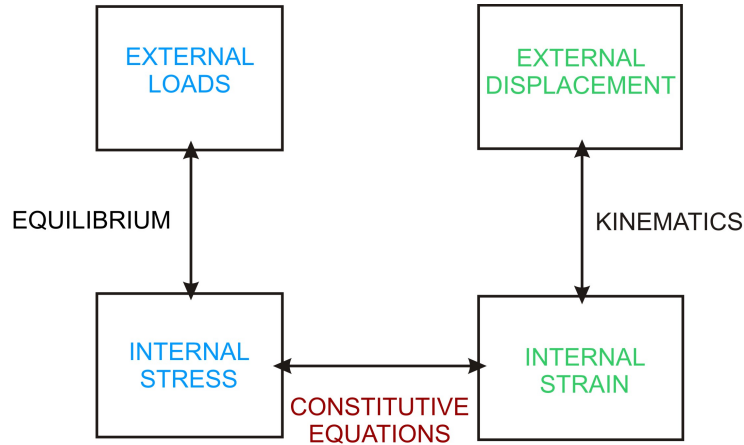 EXTERNAL
LOADS
EXTERNAL
DISPLACEMENT
EQUILIBRIUM
KINEMATICS
INTERNAL
STRESS
INTERNAL
STRAIN
CONSTITUTIVE
EQUATIONS